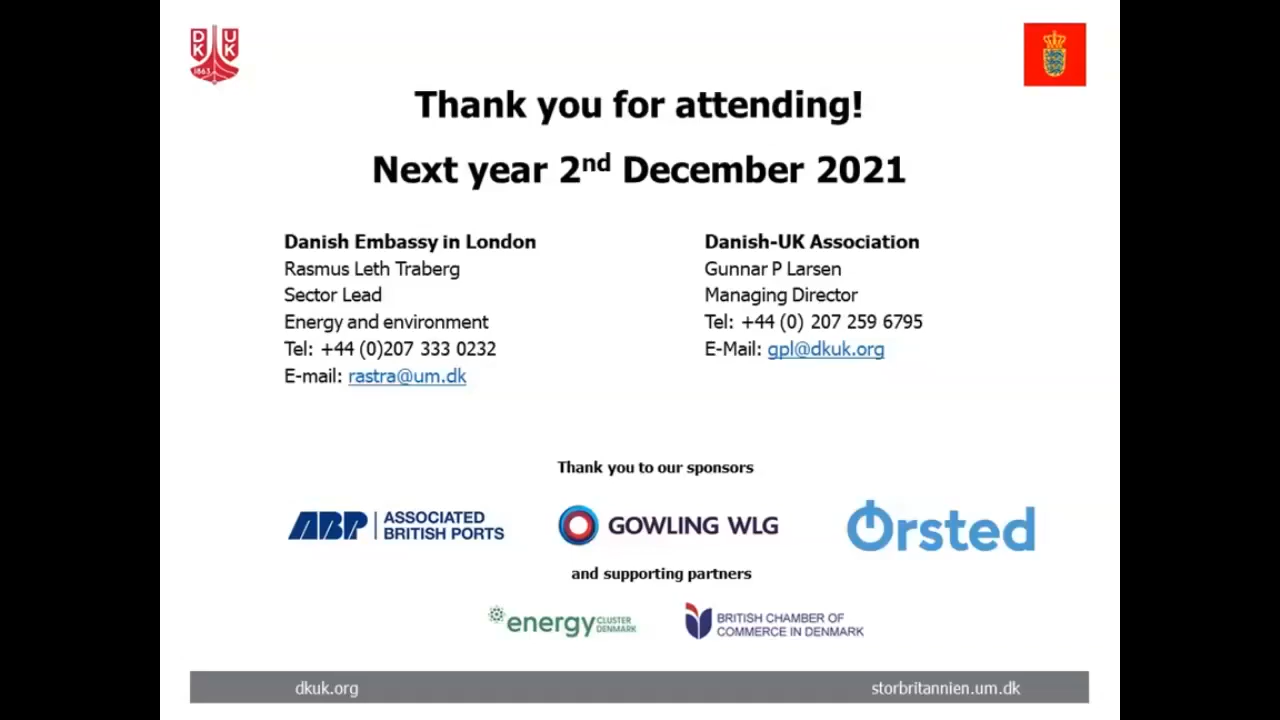 DK UK
1863
Thank you for attending!
Next year 2nd December 2021
Danish Embassy in London
Rasmus Leth Traberg
Sector Lead
Energy and environment
Tel: +44 (0)207 333 0232
E-mail: rastra@um.dk
Danish-UK Association
Gunnar P Larsen
Managing Director
Tel: +44 (0) 207 259 6795
E-Mail: gpl@dkuk.org
Thank you to our sponsors
ABP ASSOCIATED
BRITISH PORTS
GOWLING WLG
Ørsted
and supporting partners
energy CLUSTER
DENMARK
BRITISH CHAMBER OF
COMMERCE IN DENMARK
dkuk.org
storbritannien.um.dk